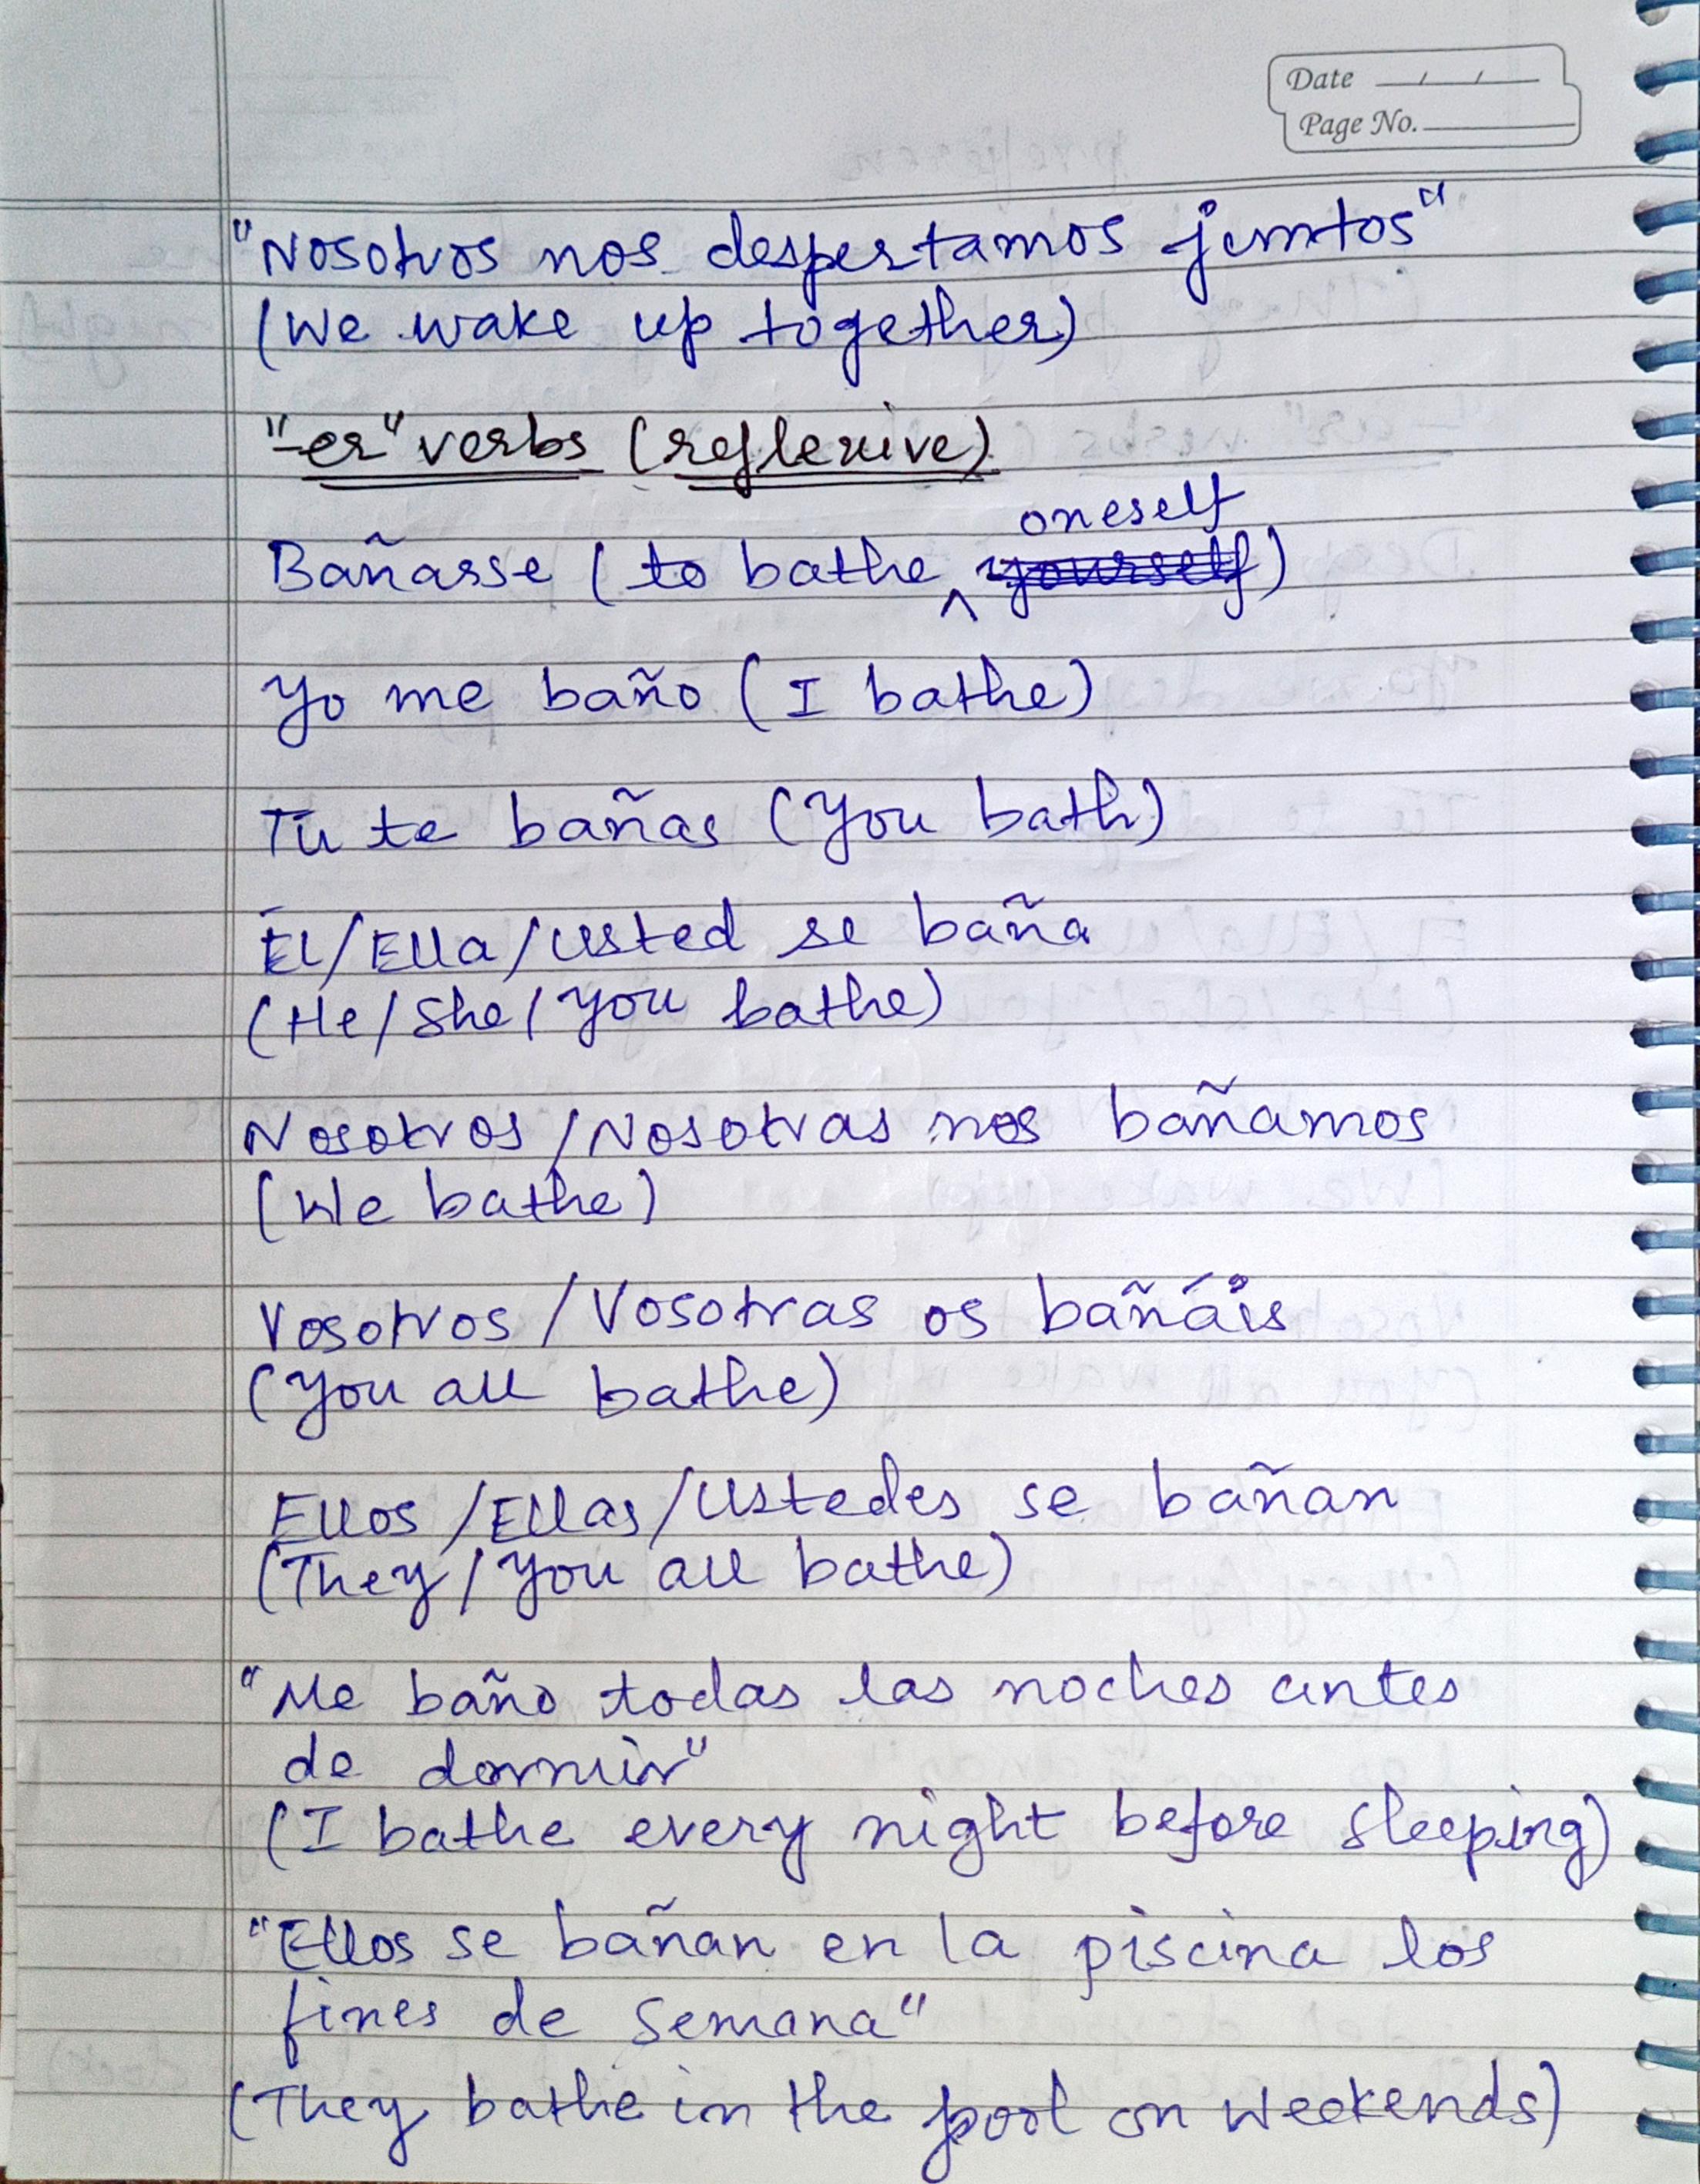 Date __/__/__
Page No.
"Nosotros nos despertamos juntos"
(We wake up together)
"-er" verbs (reflexive)
oneself
Bañarse (to bathe ^ yourself)
Yo me baño (I bathe)
Tú te bañas (You bath)
Él/Ella/Usted se baña
(He/She/You bathe)
Nosotros/Nosotras nos bañamos
(We bathe)
Vosotros/Vosotras os bañáis
(You all bathe)
Ellos/Ellas/Ustedes se bañan
(They/You all bathe)
"Me baño todas las noches antes
de dormir"
(I bathe every night before sleeping)
"Ellos se bañan en la piscina los
fines de semana"
(They bathe in the pool on weekends)